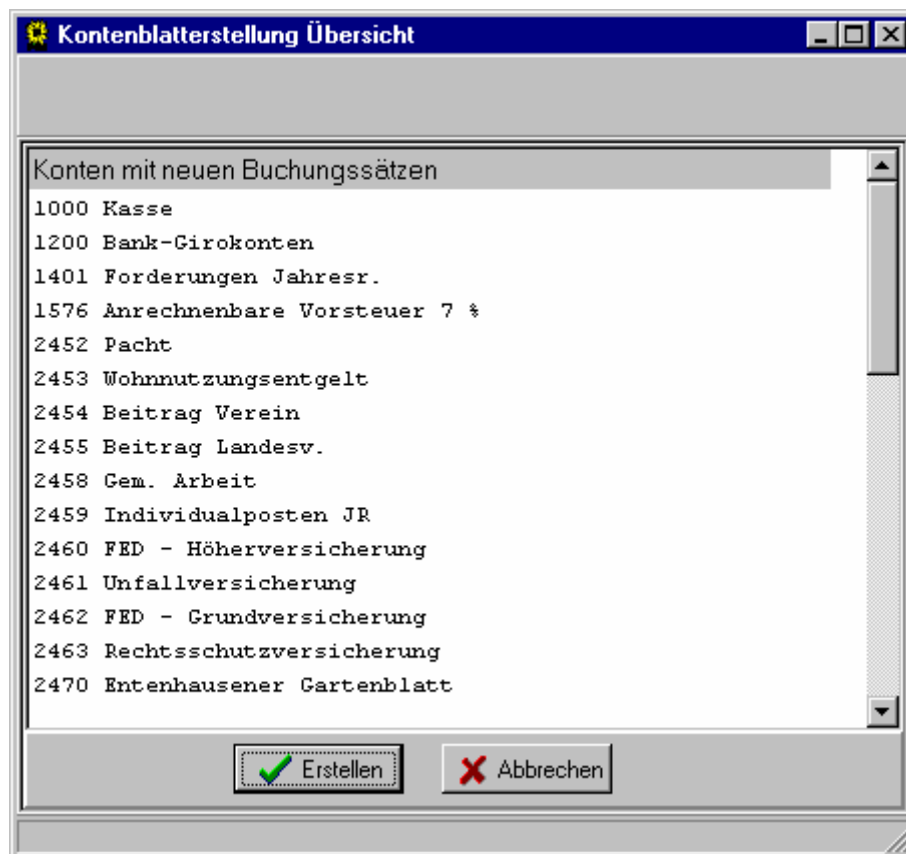 Kontenblatterstellung Übersicht
Konten mit neuen Buchungssätzen
1000 Kasse
1200 Bank-Girokonten
1401 Forderungen Jahresr.
1576 Anrechnenbare Vorsteuer 7 %
2452 Pacht
2453 Wohnnutzungsentgelt
2454 Beitrag Verein
2455 Beitrag Landesv.
2458 Gem. Arbeit
2459 Individualposten JR
2460 FED - Höherversicherung
2461 Unfallversicherung
2462 FED - Grundversicherung
2463 Rechtsschutzversicherung
2470 Entenhausener Gartenblatt
Erstellen Abbrechen